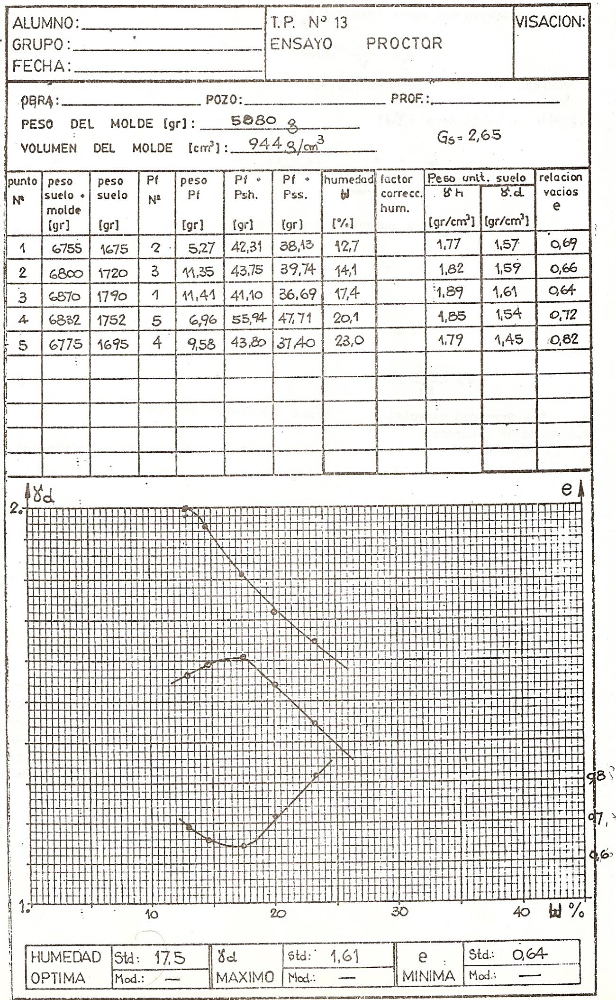 ALUMNO:
GRUPO:
FECHA:
T.P. Nº 13
ENSAYO PROCTOR
VISACION:
OBRA: POZO: PROF.:
PESO DEL MOLDE [gr]: 5080 g
VOLUMEN DEL MOLDE [cm³]: 944 g/cm³
Gs = 2,65
punto Nº | peso suelo + molde [gr] | peso suelo [gr] | Pf Nº | peso Pf [gr] | Pf + Psh. [gr] | Pf + Pss. [gr] | humedad ω [%] | factor correcc. hum. | Peso unit. suelo γh [gr/cm³] | γ.d [gr/cm³] | relacion vacios e
1 6755 1675 2 5,27 42,31 38,13 12,7 1,77 1,57 0,69
2 6800 1720 3 11,35 43.75 39,74 14,1 1,82 1,59 0,66
3 6870 1790 1 11,41 41,10 36,69 17,4 1,89 1,61 0,64
4 6832 1752 5 6,96 55,94 47,71 20,1 1,85 1,54 0,72
5 6775 1695 4 9,58 43,80 37,40 23,0 1,79 1,45 0,82
γd
e
2.
0,8
0,7
0,6
1.
10 20 30 40 ω %
HUMEDAD OPTIMA Std: 17,5 Mod.: —
γd MAXIMO Std: 1,61 Mod.: —
e MINIMA Std.: 0,64 Mod.: —